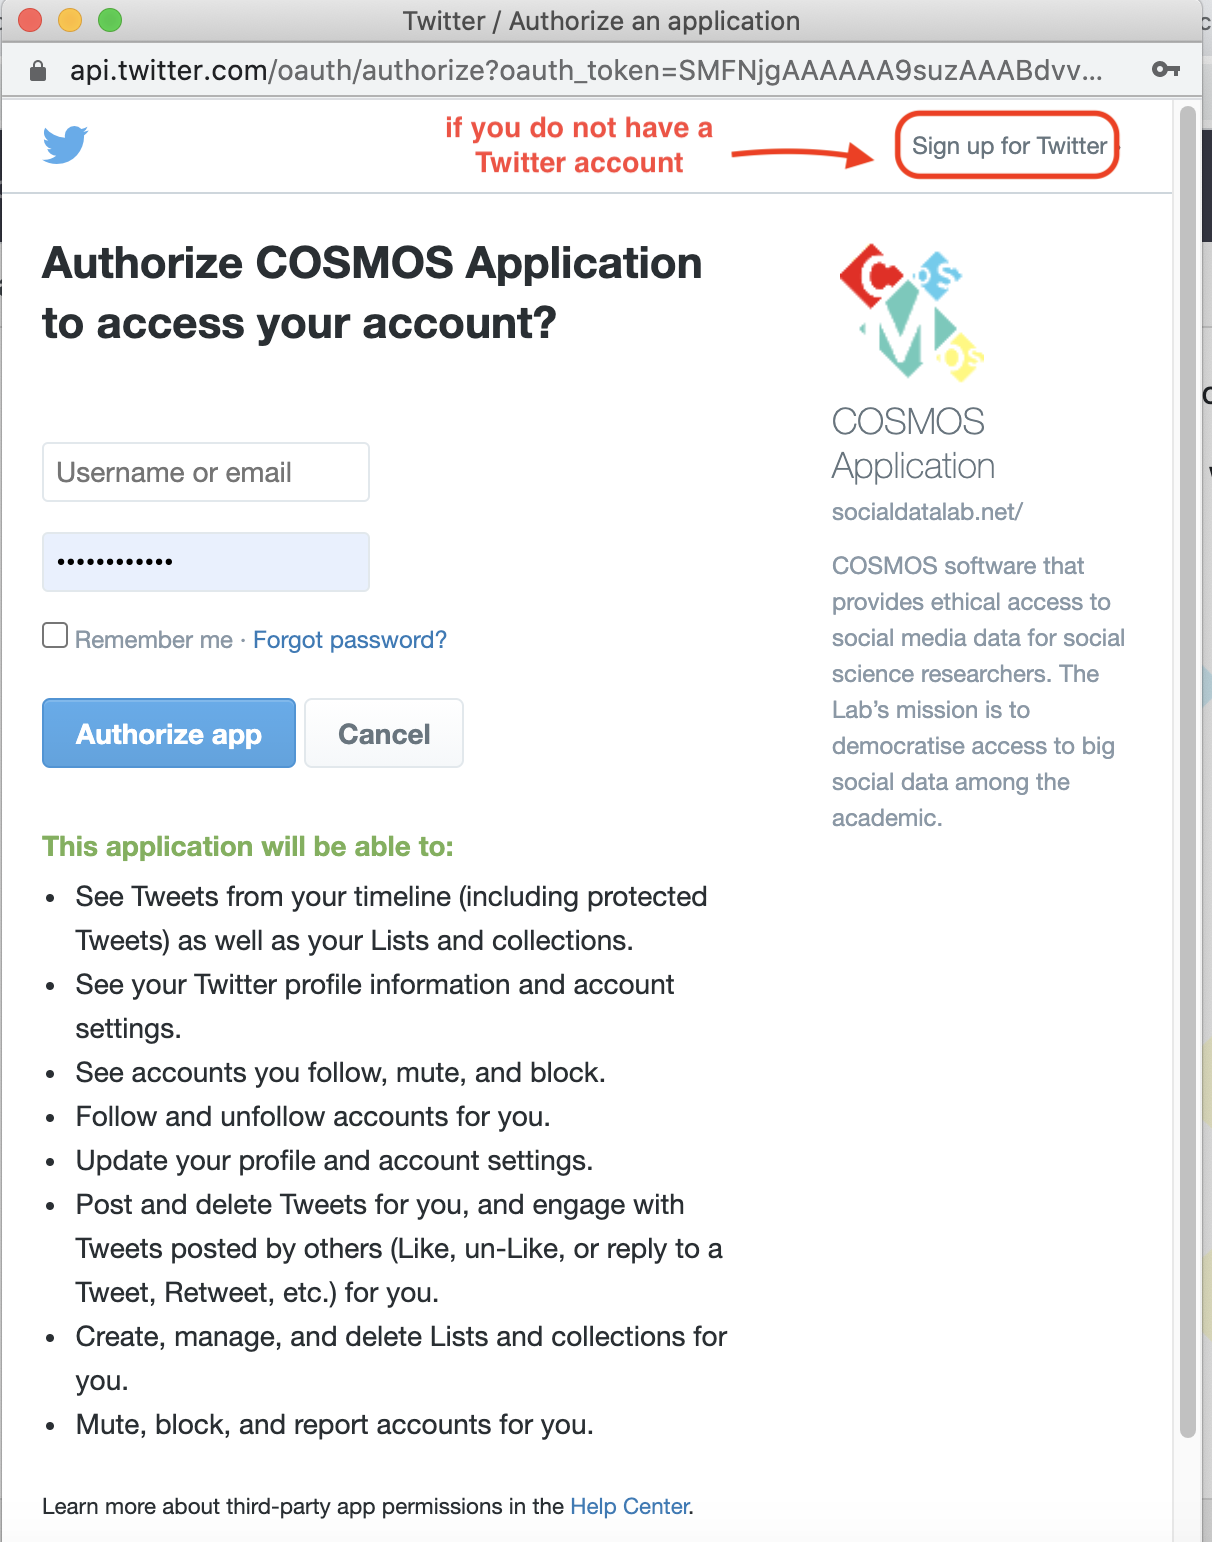 Twitter / Authorize an application
api.twitter.com/oauth/authorize?oauth_token=SMFNjgAAAAAA9suzAAABdvv...
if you do not have a
Twitter account
Sign up for Twitter
Authorize COSMOS Application
to access your account?
COSMOS
COSMOS
Application
socialdatalab.net/
COSMOS software that
provides ethical access to
social media data for social
science researchers. The
Lab’s mission is to
democratise access to big
social data among the
academic.
Username or email
••••••••••••
Remember me · Forgot password?
Authorize app
Cancel
This application will be able to:
• See Tweets from your timeline (including protected
Tweets) as well as your Lists and collections.
• See your Twitter profile information and account
settings.
• See accounts you follow, mute, and block.
• Follow and unfollow accounts for you.
• Update your profile and account settings.
• Post and delete Tweets for you, and engage with
Tweets posted by others (Like, un-Like, or reply to a
Tweet, Retweet, etc.) for you.
• Create, manage, and delete Lists and collections for
you.
• Mute, block, and report accounts for you.
Learn more about third-party app permissions in the Help Center.